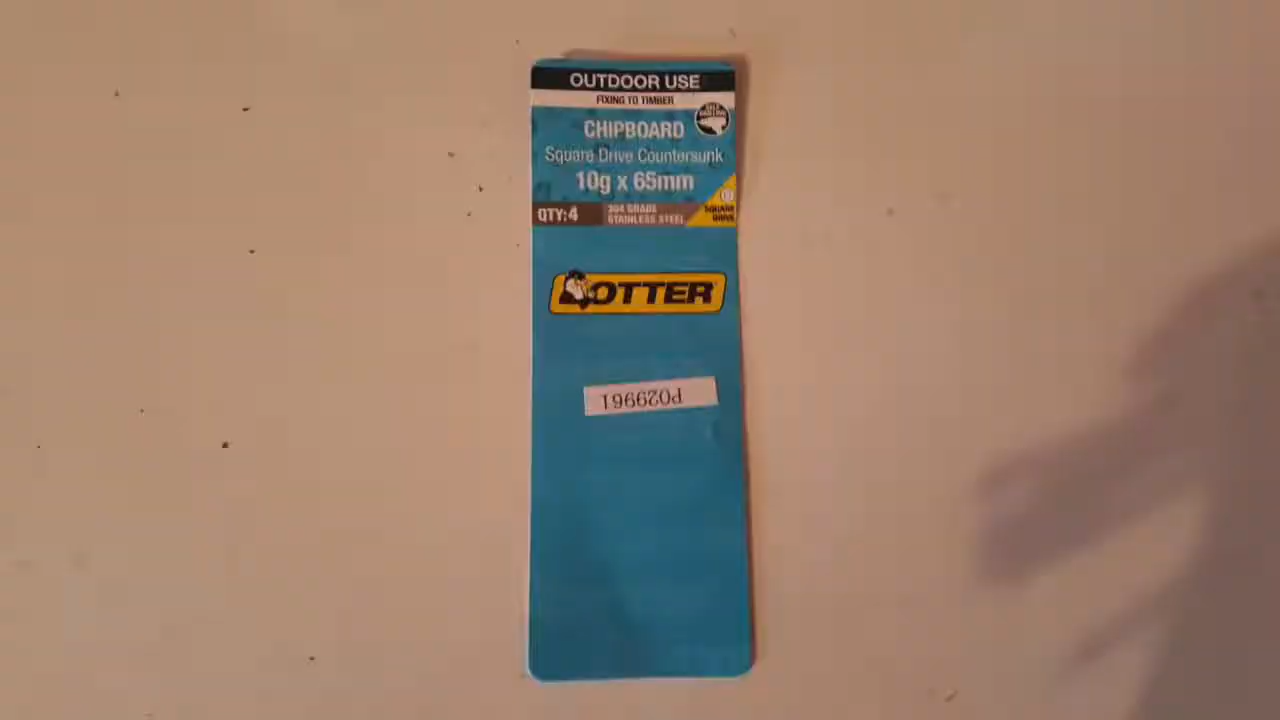 OUTDOOR USE
FIXING TO TIMBER
CHIPBOARD
Square Drive Countersunk
10g x 65mm
QTY:4
304 GRADE
STAINLESS STEEL
SQUARE
DRIVE
OTTER
PO29961